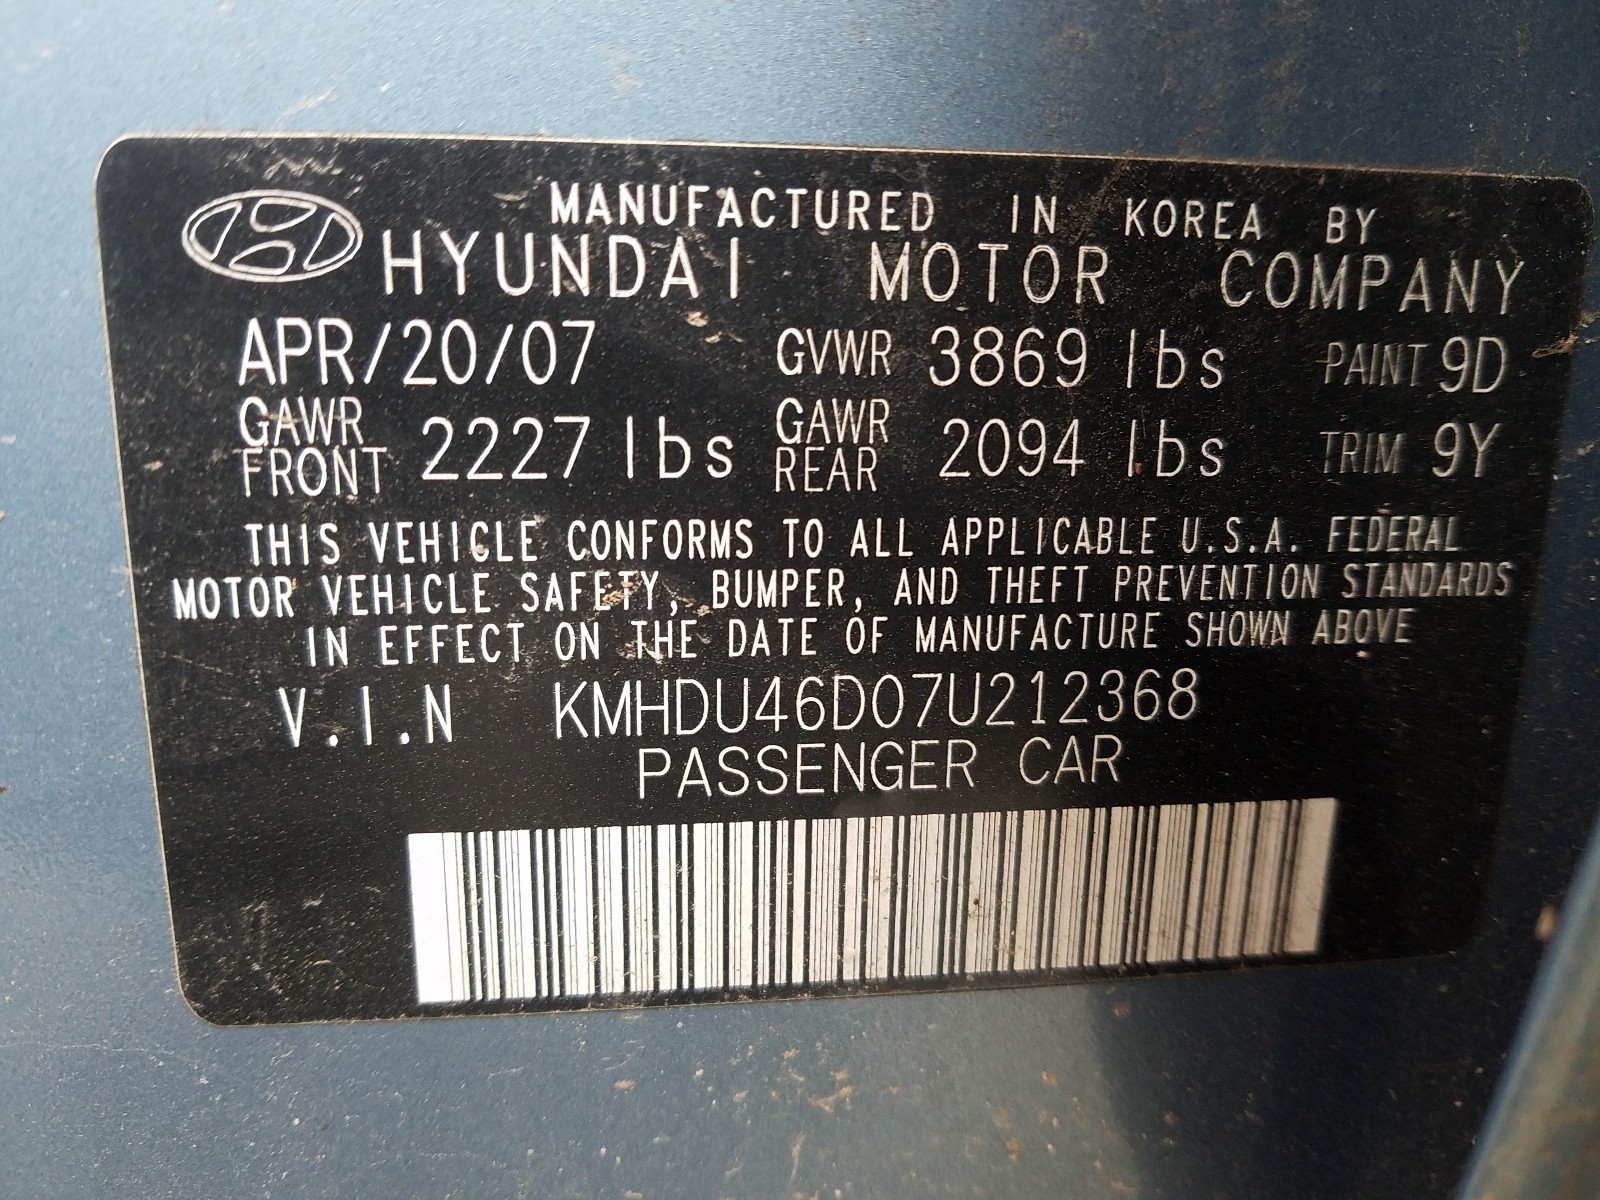 MANUFACTURED IN KOREA BY
HYUNDAI MOTOR COMPANY
APR/20/07 GVWR 3869 lbs PAINT 9D
GAWR FRONT 2227 lbs GAWR REAR 2094 lbs TRIM 9Y
THIS VEHICLE CONFORMS TO ALL APPLICABLE U.S.A. FEDERAL
MOTOR VEHICLE SAFETY, BUMPER, AND THEFT PREVENTION STANDARDS
IN EFFECT ON THE DATE OF MANUFACTURE SHOWN ABOVE
V.I.N KMHDU46D07U212368
PASSENGER CAR